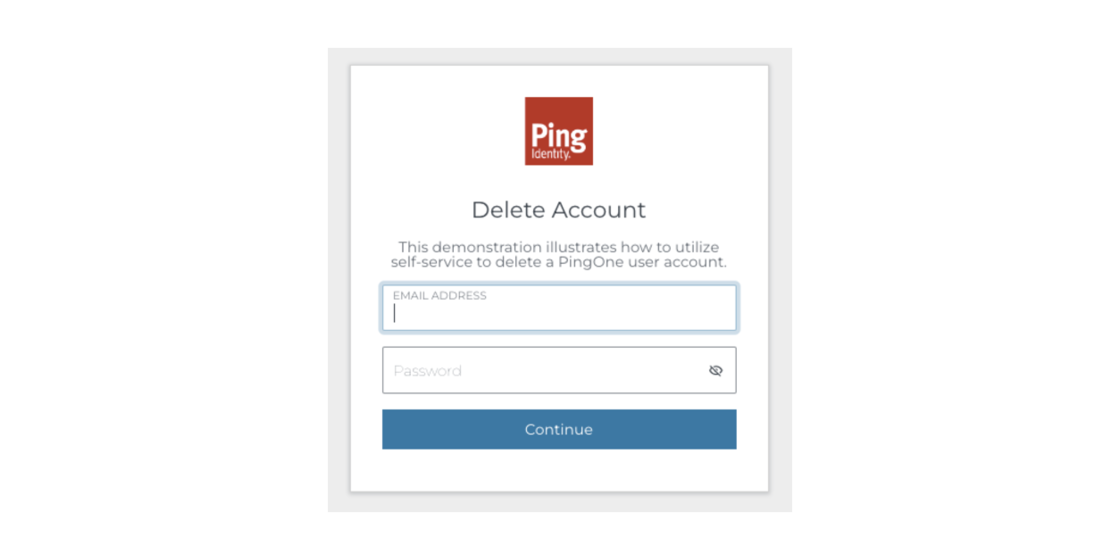 Ping
Identity.
Delete Account
This demonstration illustrates how to utilize
self-service to delete a PingOne user account.
EMAIL ADDRESS
Password
Continue